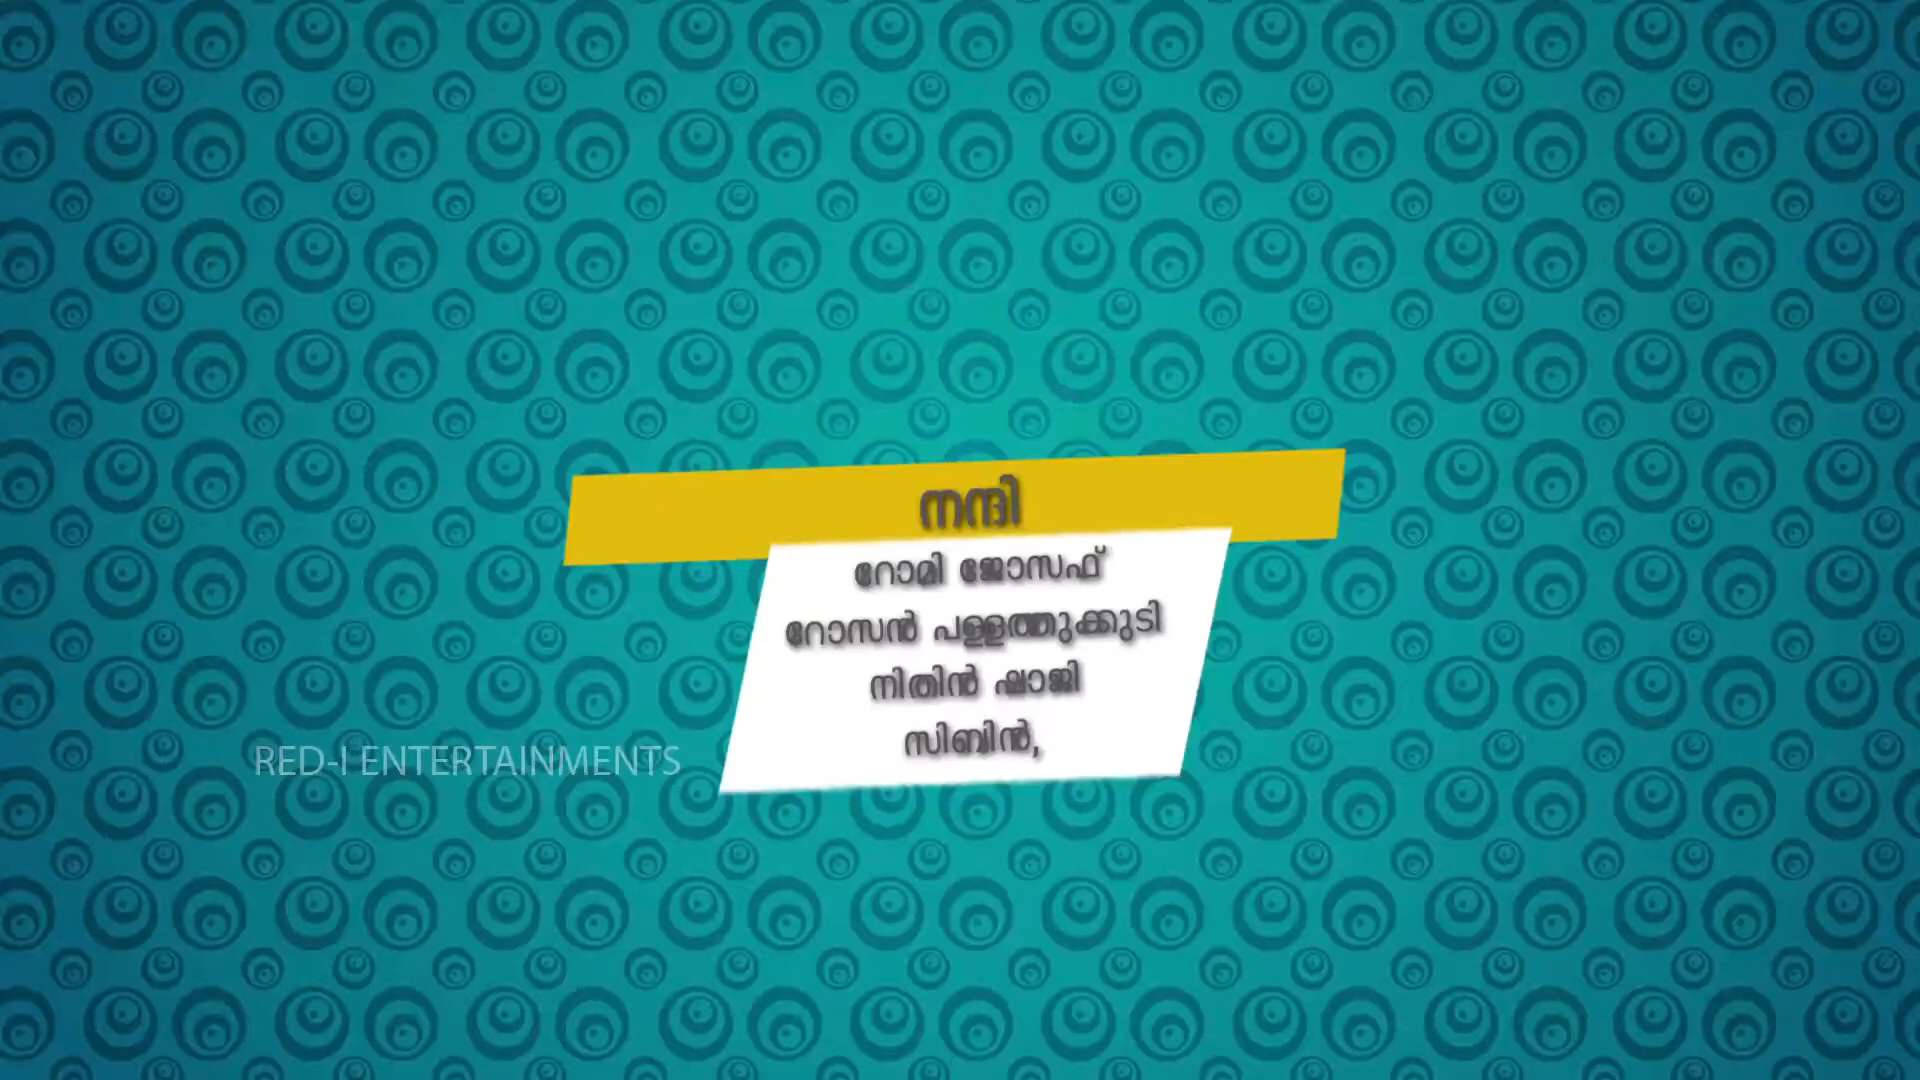 നന്ദി
റോമി ജോസഫ്
റോസൻ പള്ളത്തുക്കുടി
നിതിൻ ഷാജി
സിബിൻ,
RED-I ENTERTAINMENTS